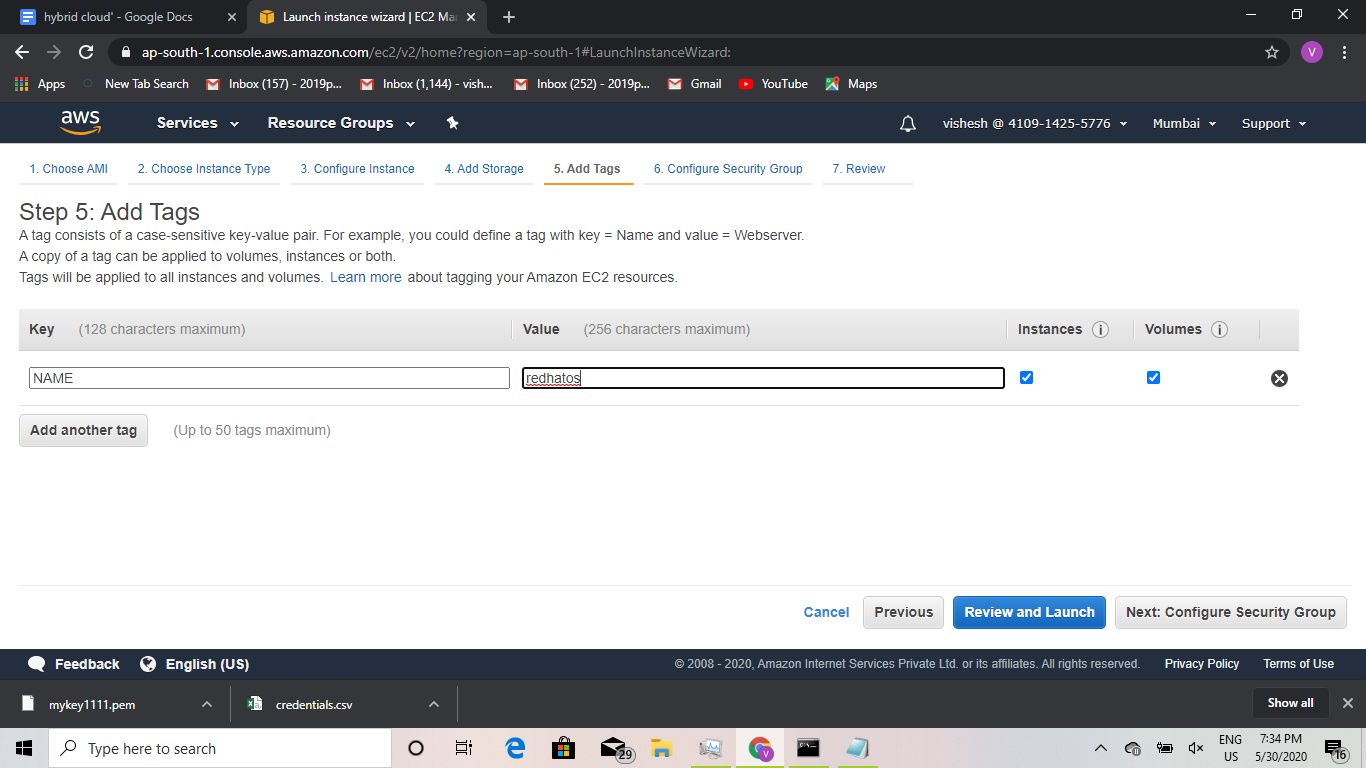 hybrid cloud' - Google Docs
Launch instance wizard | EC2 Ma
ap-south-1.console.aws.amazon.com/ec2/v2/home?region=ap-south-1#LaunchInstanceWizard:
V
Apps
New Tab Search
Inbox (157) - 2019p...
Inbox (1,144) - vish...
Inbox (252) - 2019p...
Gmail
YouTube
Maps
aws
Services
Resource Groups
vishesh @ 4109-1425-5776
Mumbai
Support
1. Choose AMI
2. Choose Instance Type
3. Configure Instance
4. Add Storage
5. Add Tags
6. Configure Security Group
7. Review
Step 5: Add Tags
A tag consists of a case-sensitive key-value pair. For example, you could define a tag with key = Name and value = Webserver.
A copy of a tag can be applied to volumes, instances or both.
Tags will be applied to all instances and volumes. Learn more about tagging your Amazon EC2 resources.
Key (128 characters maximum)
Value (256 characters maximum)
Instances
Volumes
NAME
redhatos
Add another tag
(Up to 50 tags maximum)
Cancel
Previous
Review and Launch
Next: Configure Security Group
Feedback
English (US)
© 2008 - 2020, Amazon Internet Services Private Ltd. or its affiliates. All rights reserved.
Privacy Policy
Terms of Use
mykey1111.pem
credentials.csv
Show all
Type here to search
29
V
ENG
US
7:34 PM
5/30/2020
16